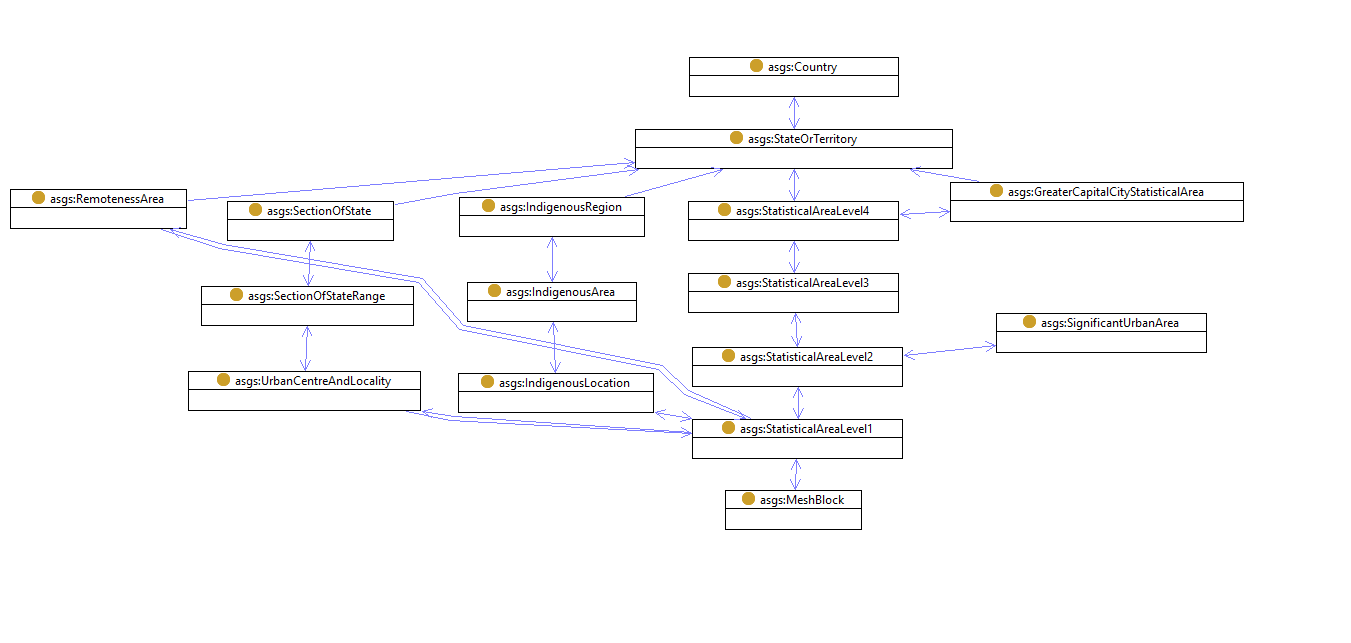 asgs:Country
asgs:StateOrTerritory
asgs:RemotenessArea
asgs:SectionOfState
asgs:IndigenousRegion
asgs:StatisticalAreaLevel4
asgs:GreaterCapitalCityStatisticalArea
asgs:SectionOfStateRange
asgs:IndigenousArea
asgs:StatisticalAreaLevel3
asgs:SignificantUrbanArea
asgs:StatisticalAreaLevel2
asgs:UrbanCentreAndLocality
asgs:IndigenousLocation
asgs:StatisticalAreaLevel1
asgs:MeshBlock